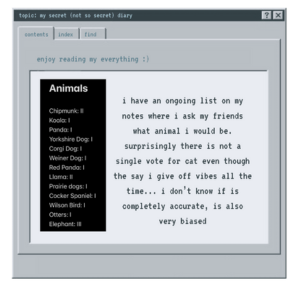 topic: my secret (not so secret) diary
? X
contents index find
enjoy reading my everything :)
Animals
Chipmunk: II
Koala: I
Panda: I
Yorkshire Dog: I
Corgi Dog: I
Weiner Dog: I
Red Panda: I
Llama: II
Prairie dogs: I
Cocker Spaniel: I
Wilson Bird: I
Otters: I
Elephant: III
i have an ongoing list on my
notes where i ask my friends
what animal i would be.
surprisingly there is not a
single vote for cat even though
the say i give off vibes all the
time... i don't know if is
completely accurate, is also
very biased